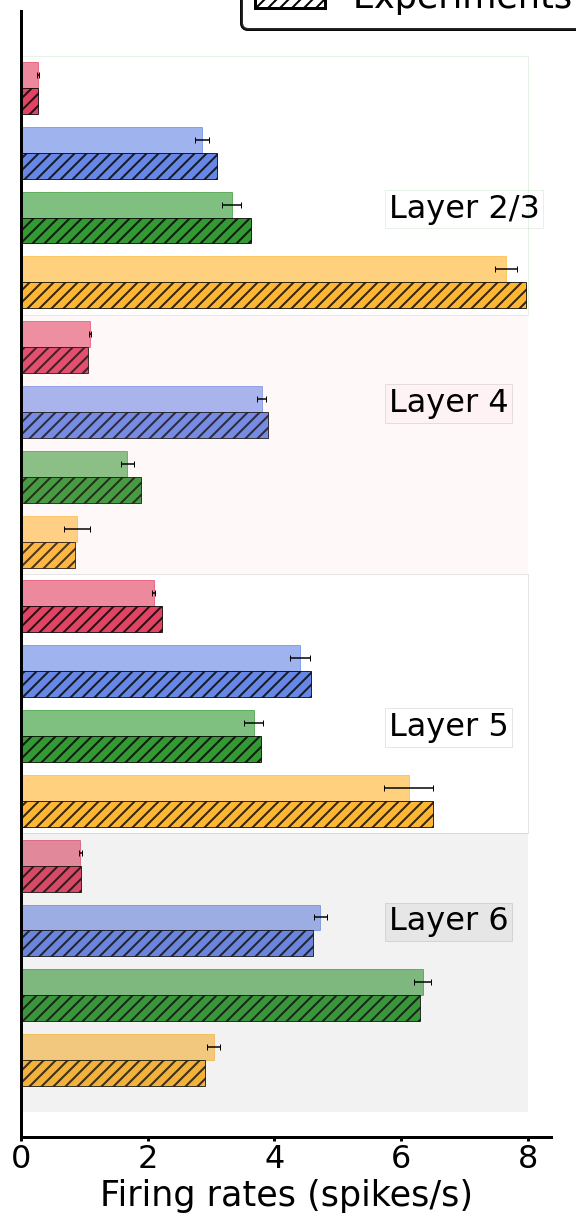 Experiments
Layer 2/3
Layer 4
Layer 5
Layer 6
0 2 4 6 8
Firing rates (spikes/s)